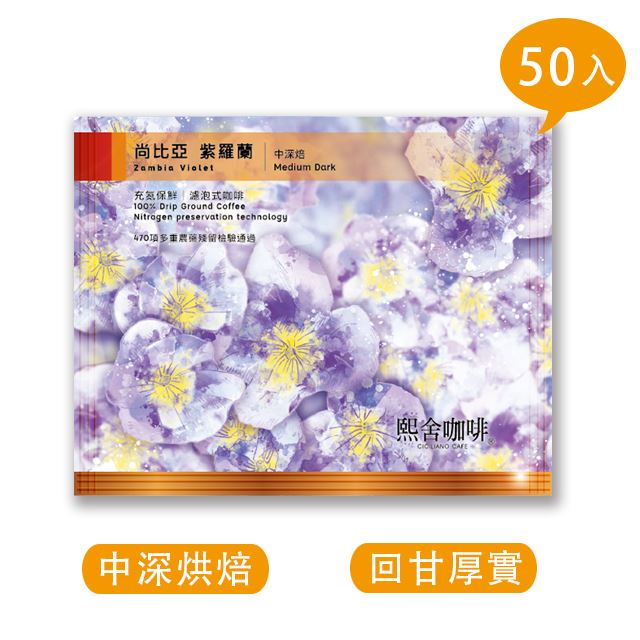 50入
尚比亞 紫羅蘭
中深焙
Zambia Violet
Medium Dark
充氮保鮮 濾泡式咖啡
100% Drip Ground Coffee
Nitrogen preservation technology
470項多重農藥殘留檢驗通過
熙舍咖啡®
CICILIANO CAFE
中深烘焙
回甘厚實